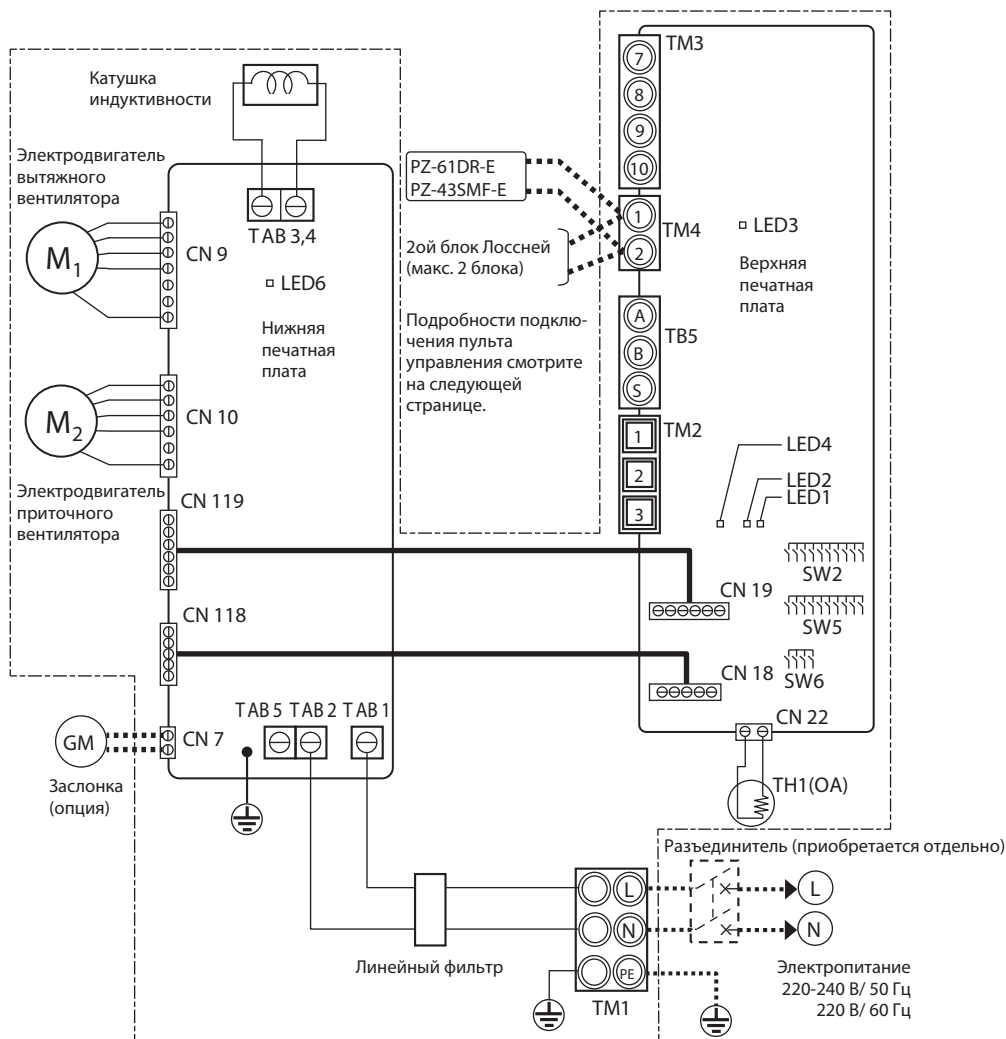 Катушка
индуктивности
Электродвигатель
вытяжного
вентилятора
M1
CN 9
TAB 3,4
LED6
Нижняя
печатная
плата
M2
CN 10
Электродвигатель
приточного
вентилятора
CN 119
CN 118
GM
CN 7
Заслонка
(опция)
TAB 5 TAB 2 TAB 1
PZ-61DR-E
PZ-43SMF-E
2ой блок Лоссней
(макс. 2 блока)
Подробности подклю-
чения пульта
управления смотрите
на следующей
странице.
TM3
7
8
9
10
1
2
TM4
LED3
Верхняя
печатная
плата
A
B
S
TB5
1
2
3
TM2
LED4
LED2
LED1
SW2
CN 19
SW5
CN 18
SW6
CN 22
TH1(OA)
Разъединитель (приобретается отдельно)
L
L
N
N
PE
TM1
Линейный фильтр
Электропитание
220-240 В/ 50 Гц
220 В/ 60 Гц